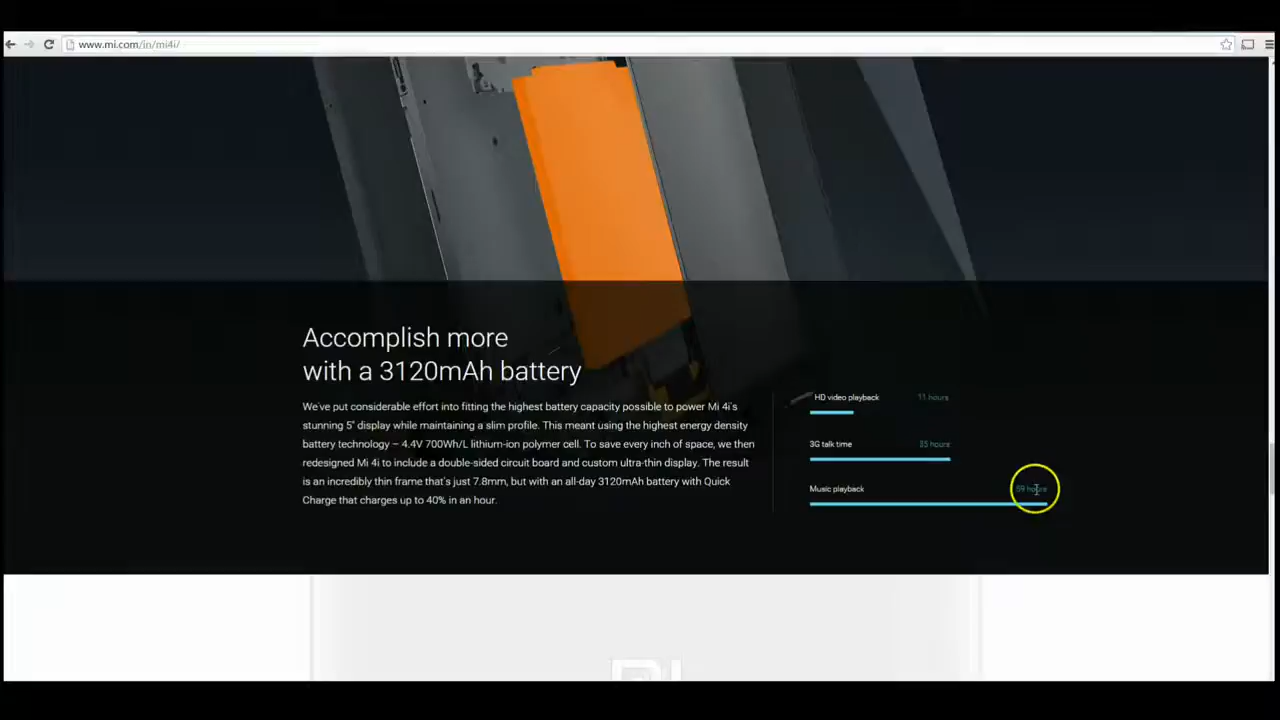 www.mi.com/in/mi4i/
Accomplish more
with a 3120mAh battery
We've put considerable effort into fitting the highest battery capacity possible to power Mi 4i's
stunning 5" display while maintaining a slim profile. This meant using the highest energy density
battery technology – 4.4V 700Wh/L lithium-ion polymer cell. To save every inch of space, we then
redesigned Mi 4i to include a double-sided circuit board and custom ultra-thin display. The result
is an incredibly thin frame that's just 7.8mm, but with an all-day 3120mAh battery with Quick
Charge that charges up to 40% in an hour.
HD video playback 11 hours
3G talk time 35 hours
Music playback 59 hours